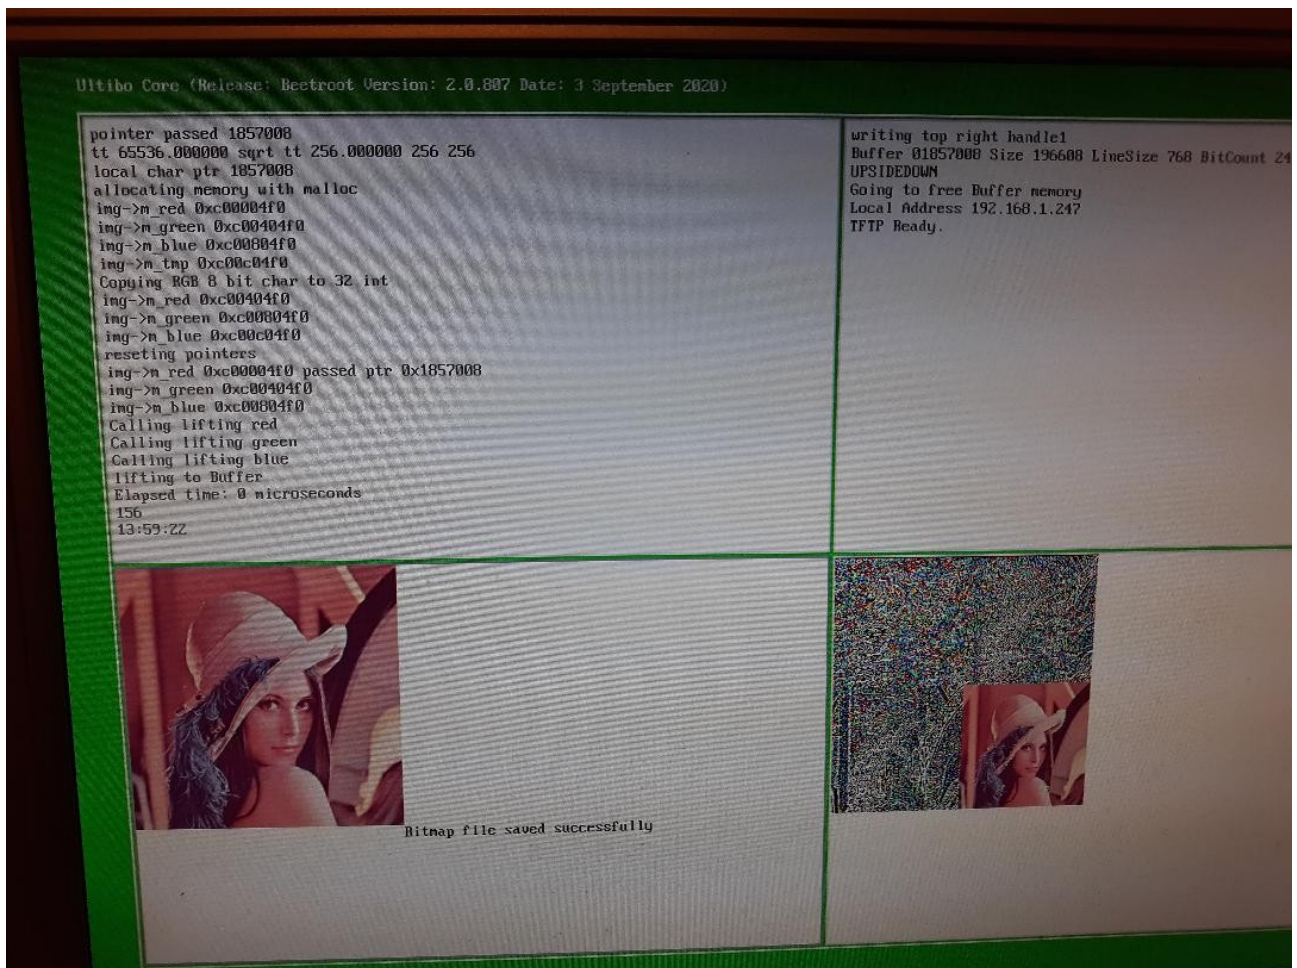 Ultibo Core (Release: Beetroot Version: 2.0.807 Date: 3 September 2020)
pointer passed 1857008
tt 65536.000000 sqrt tt 256.000000 256 256
local char ptr 1857008
allocating memory with malloc
img->m_red 0xc00004f0
img->m_green 0xc00404f0
img->m_blue 0xc00804f0
img->m_tmp 0xc00c04f0
Copying RGB 8 bit char to 32 int
img->m_red 0xc00404f0
img->m_green 0xc00804f0
img->m_blue 0xc00c04f0
reseting pointers
img->m_red 0xc00004f0 passed ptr 0x1857008
img->m_green 0xc00404f0
img->m_blue 0xc00804f0
Calling lifting red
Calling lifting green
Calling lifting blue
lifting to Buffer
Elapsed time: 0 microseconds
156
13:59:22
writing top right handle1
Buffer 01857008 Size 196608 LineSize 768 BitCount 24
UPSIDEDOWN
Going to free Buffer memory
Local Address 192.168.1.247
TFTP Ready.
Bitmap file saved successfully